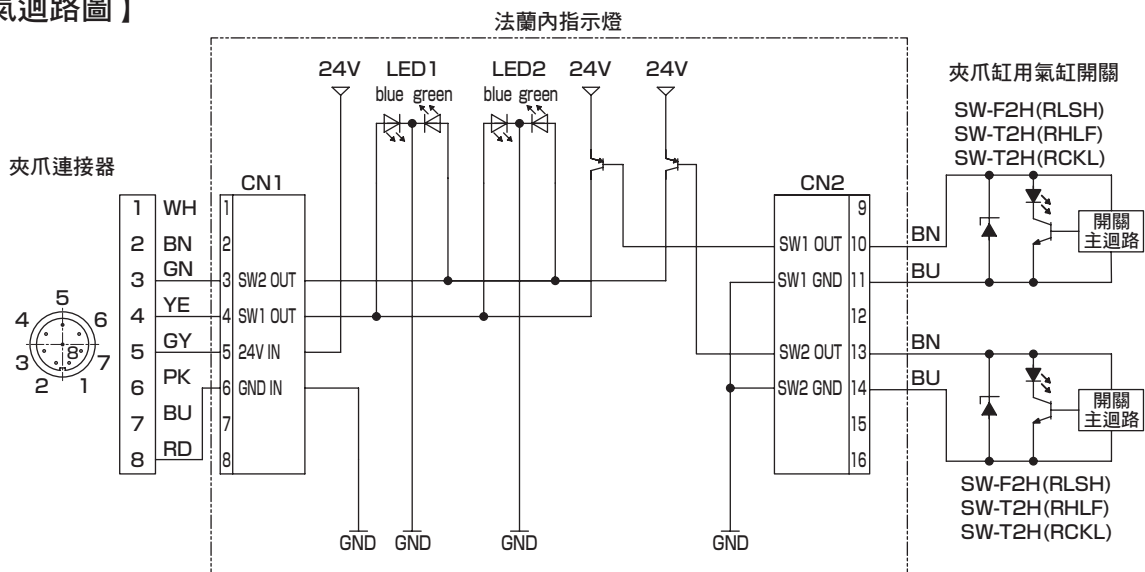 氣迴路圖】
法蘭內指示燈
24V LED1 LED2 24V 24V
blue green blue green
夾爪缸用氣缸開關
SW-F2H(RLSH)
SW-T2H(RHLF)
SW-T2H(RCKL)
夾爪連接器
5
4 6
3 8 7
2 1
1 WH
2 BN
3 GN
4 YE
5 GY
6 PK
7 BU
8 RD
CN1
1
2
3 SW2 OUT
4 SW1 OUT
5 24V IN
6 GND IN
7
8
CN2
9
SW1 OUT 10
SW1 GND 11
12
SW2 OUT 13
SW2 GND 14
15
16
BN
BU
開關
主迴路
BN
BU
開關
主迴路
GND GND GND GND
SW-F2H(RLSH)
SW-T2H(RHLF)
SW-T2H(RCKL)